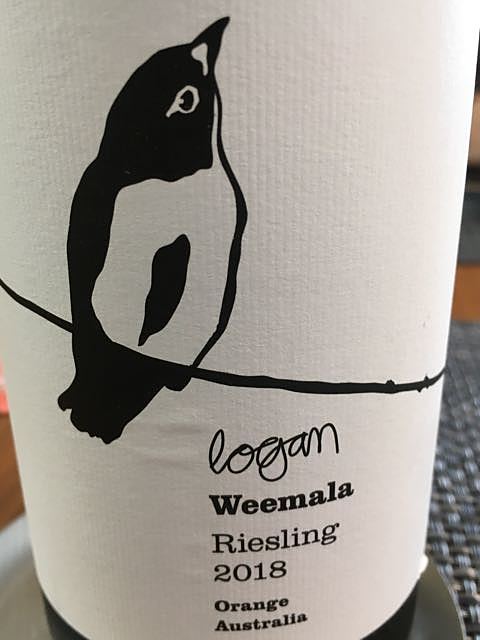 logan
Weemala
Riesling
2018
Orange
Australia